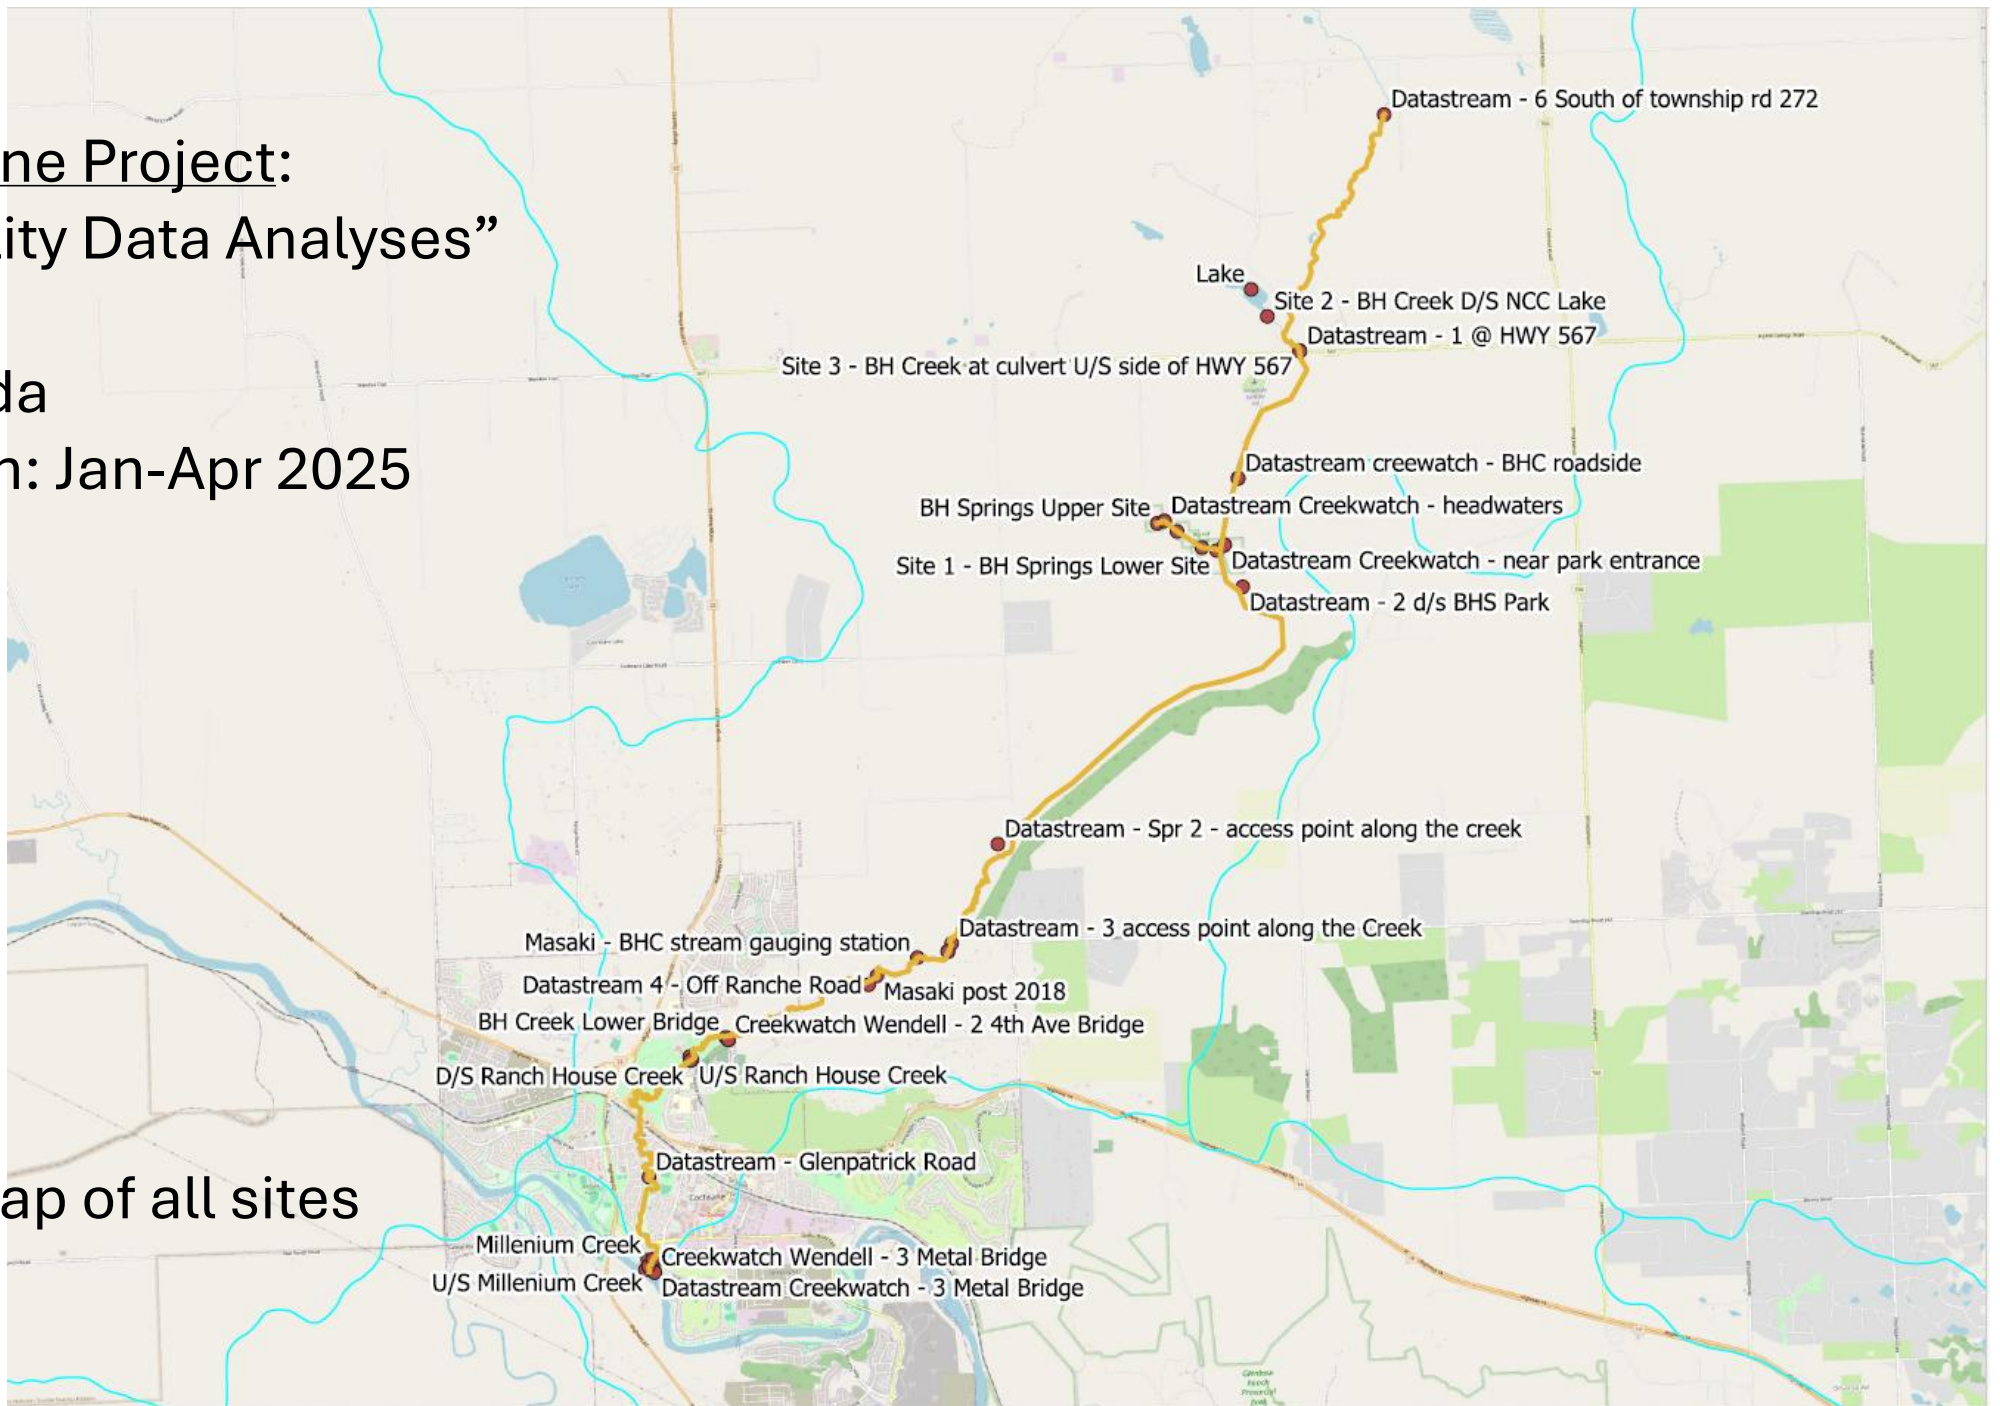 Datastream - 6 South of township rd 272
ne Project:
ity Data Analyses”
Lake
Site 2 - BH Creek D/S NCC Lake
Datastream - 1 @ HWY 567
Site 3 - BH Creek at culvert U/S side of HWY 567
da
n: Jan-Apr 2025
Datastream creewatch - BHC roadside
BH Springs Upper Site
Datastream Creekwatch - headwaters
Site 1 - BH Springs Lower Site
Datastream Creekwatch - near park entrance
Datastream - 2 d/s BHS Park
Datastream - Spr 2 - access point along the creek
Datastream - 3 access point along the Creek
Masaki - BHC stream gauging station
Datastream 4 - Off Ranche Road
Masaki post 2018
BH Creek Lower Bridge
Creekwatch Wendell - 2 4th Ave Bridge
D/S Ranch House Creek
U/S Ranch House Creek
Datastream - Glenpatrick Road
Cochrane
ap of all sites
Millenium Creek
Creekwatch Wendell - 3 Metal Bridge
U/S Millenium Creek
Datastream Creekwatch - 3 Metal Bridge
Glenbow
Ranch
Provincial
Park